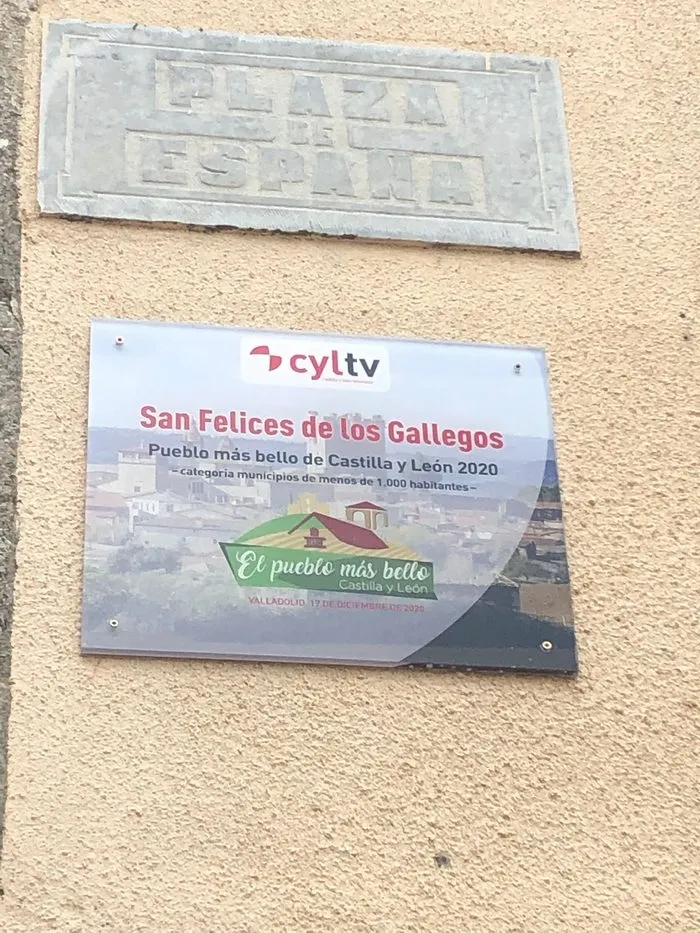 PLAZA
DE
ESPAÑA
cyltv
San Felices de los Gallegos
Pueblo más bello de Castilla y León 2020
–categoría municipios de menos de 1.000 habitantes–
El pueblo más bello
Castilla y León
VALLADOLID, 17 DE DICIEMBRE DE 2020